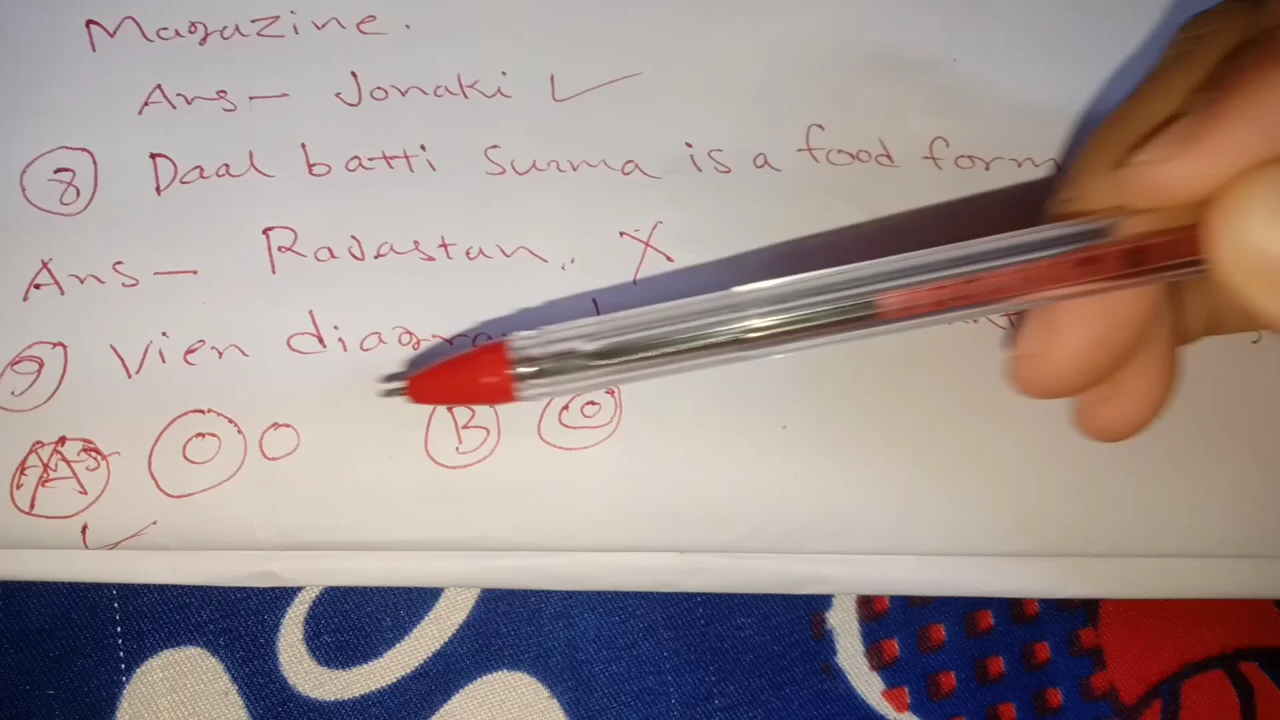 Magazine.
Ans- Jonaki
8 Daal batti Surma is a food form
Ans- Rajastan.
9 Vien
A B